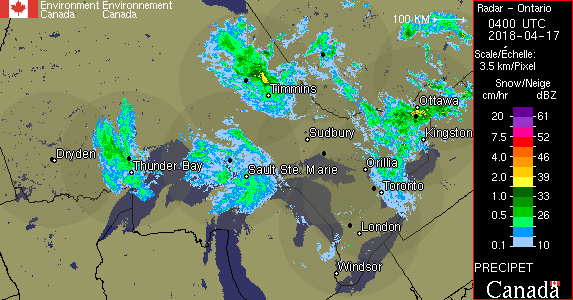 Environment Environnement
Canada Canada
100 KM
Timmins
Ottawa
Sudbury
Kingston
Dryden
Thunder Bay
Sault Ste. Marie
Orillia
Toronto
London
Windsor
Radar - Ontario
0400 UTC
2018-04-17
Scale/Échelle:
3.5 km/Pixel
Snow/Neige
cm/hr dBZ
20 61
7.5 57
5.0 52
4.0 46
2.0 39
1.0 33
0.5 26
0.1 10
PRECIPET
Canada